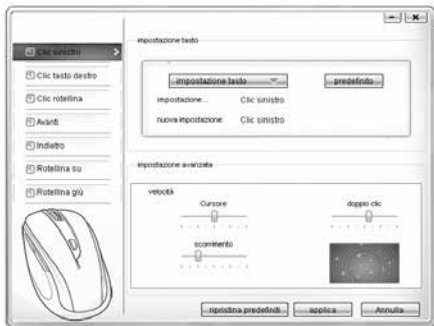 Clic sinistro
Clic tasto destro
Clic rotellina
Avanti
Indietro
Rotellina su
Rotellina giù
impostazione tasto
impostazione tasto
predefinito
impostazione... Clic sinistro
nuova impostazione: Clic sinistro
impostazione avanzata
velocità
Cursore
doppio clic
scorrimento
ripristina predefiniti
applica
Annulla